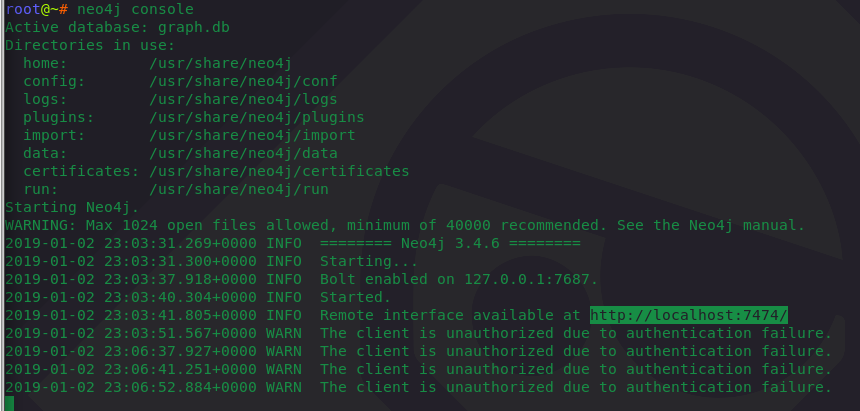 root@~# neo4j console
Active database: graph.db
Directories in use:
  home:         /usr/share/neo4j
  config:       /usr/share/neo4j/conf
  logs:         /usr/share/neo4j/logs
  plugins:      /usr/share/neo4j/plugins
  import:       /usr/share/neo4j/import
  data:         /usr/share/neo4j/data
  certificates: /usr/share/neo4j/certificates
  run:          /usr/share/neo4j/run
Starting Neo4j.
WARNING: Max 1024 open files allowed, minimum of 40000 recommended. See the Neo4j manual.
2019-01-02 23:03:31.269+0000 INFO  ======== Neo4j 3.4.6 ========
2019-01-02 23:03:31.300+0000 INFO  Starting...
2019-01-02 23:03:37.918+0000 INFO  Bolt enabled on 127.0.0.1:7687.
2019-01-02 23:03:40.304+0000 INFO  Started.
2019-01-02 23:03:41.805+0000 INFO  Remote interface available at http://localhost:7474/
2019-01-02 23:03:51.567+0000 WARN  The client is unauthorized due to authentication failure.
2019-01-02 23:06:37.927+0000 WARN  The client is unauthorized due to authentication failure.
2019-01-02 23:06:41.251+0000 WARN  The client is unauthorized due to authentication failure.
2019-01-02 23:06:52.884+0000 WARN  The client is unauthorized due to authentication failure.